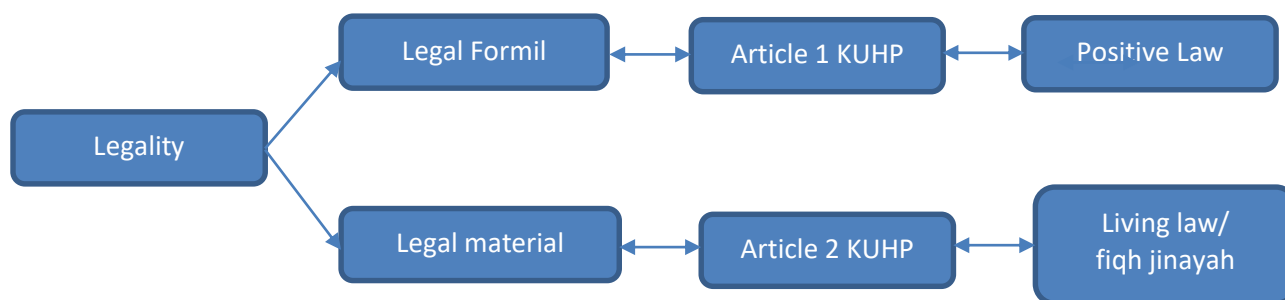 Legal Formil
Article 1 KUHP
Positive Law
Legality
Legal material
Article 2 KUHP
Living law/
fiqh jinayah